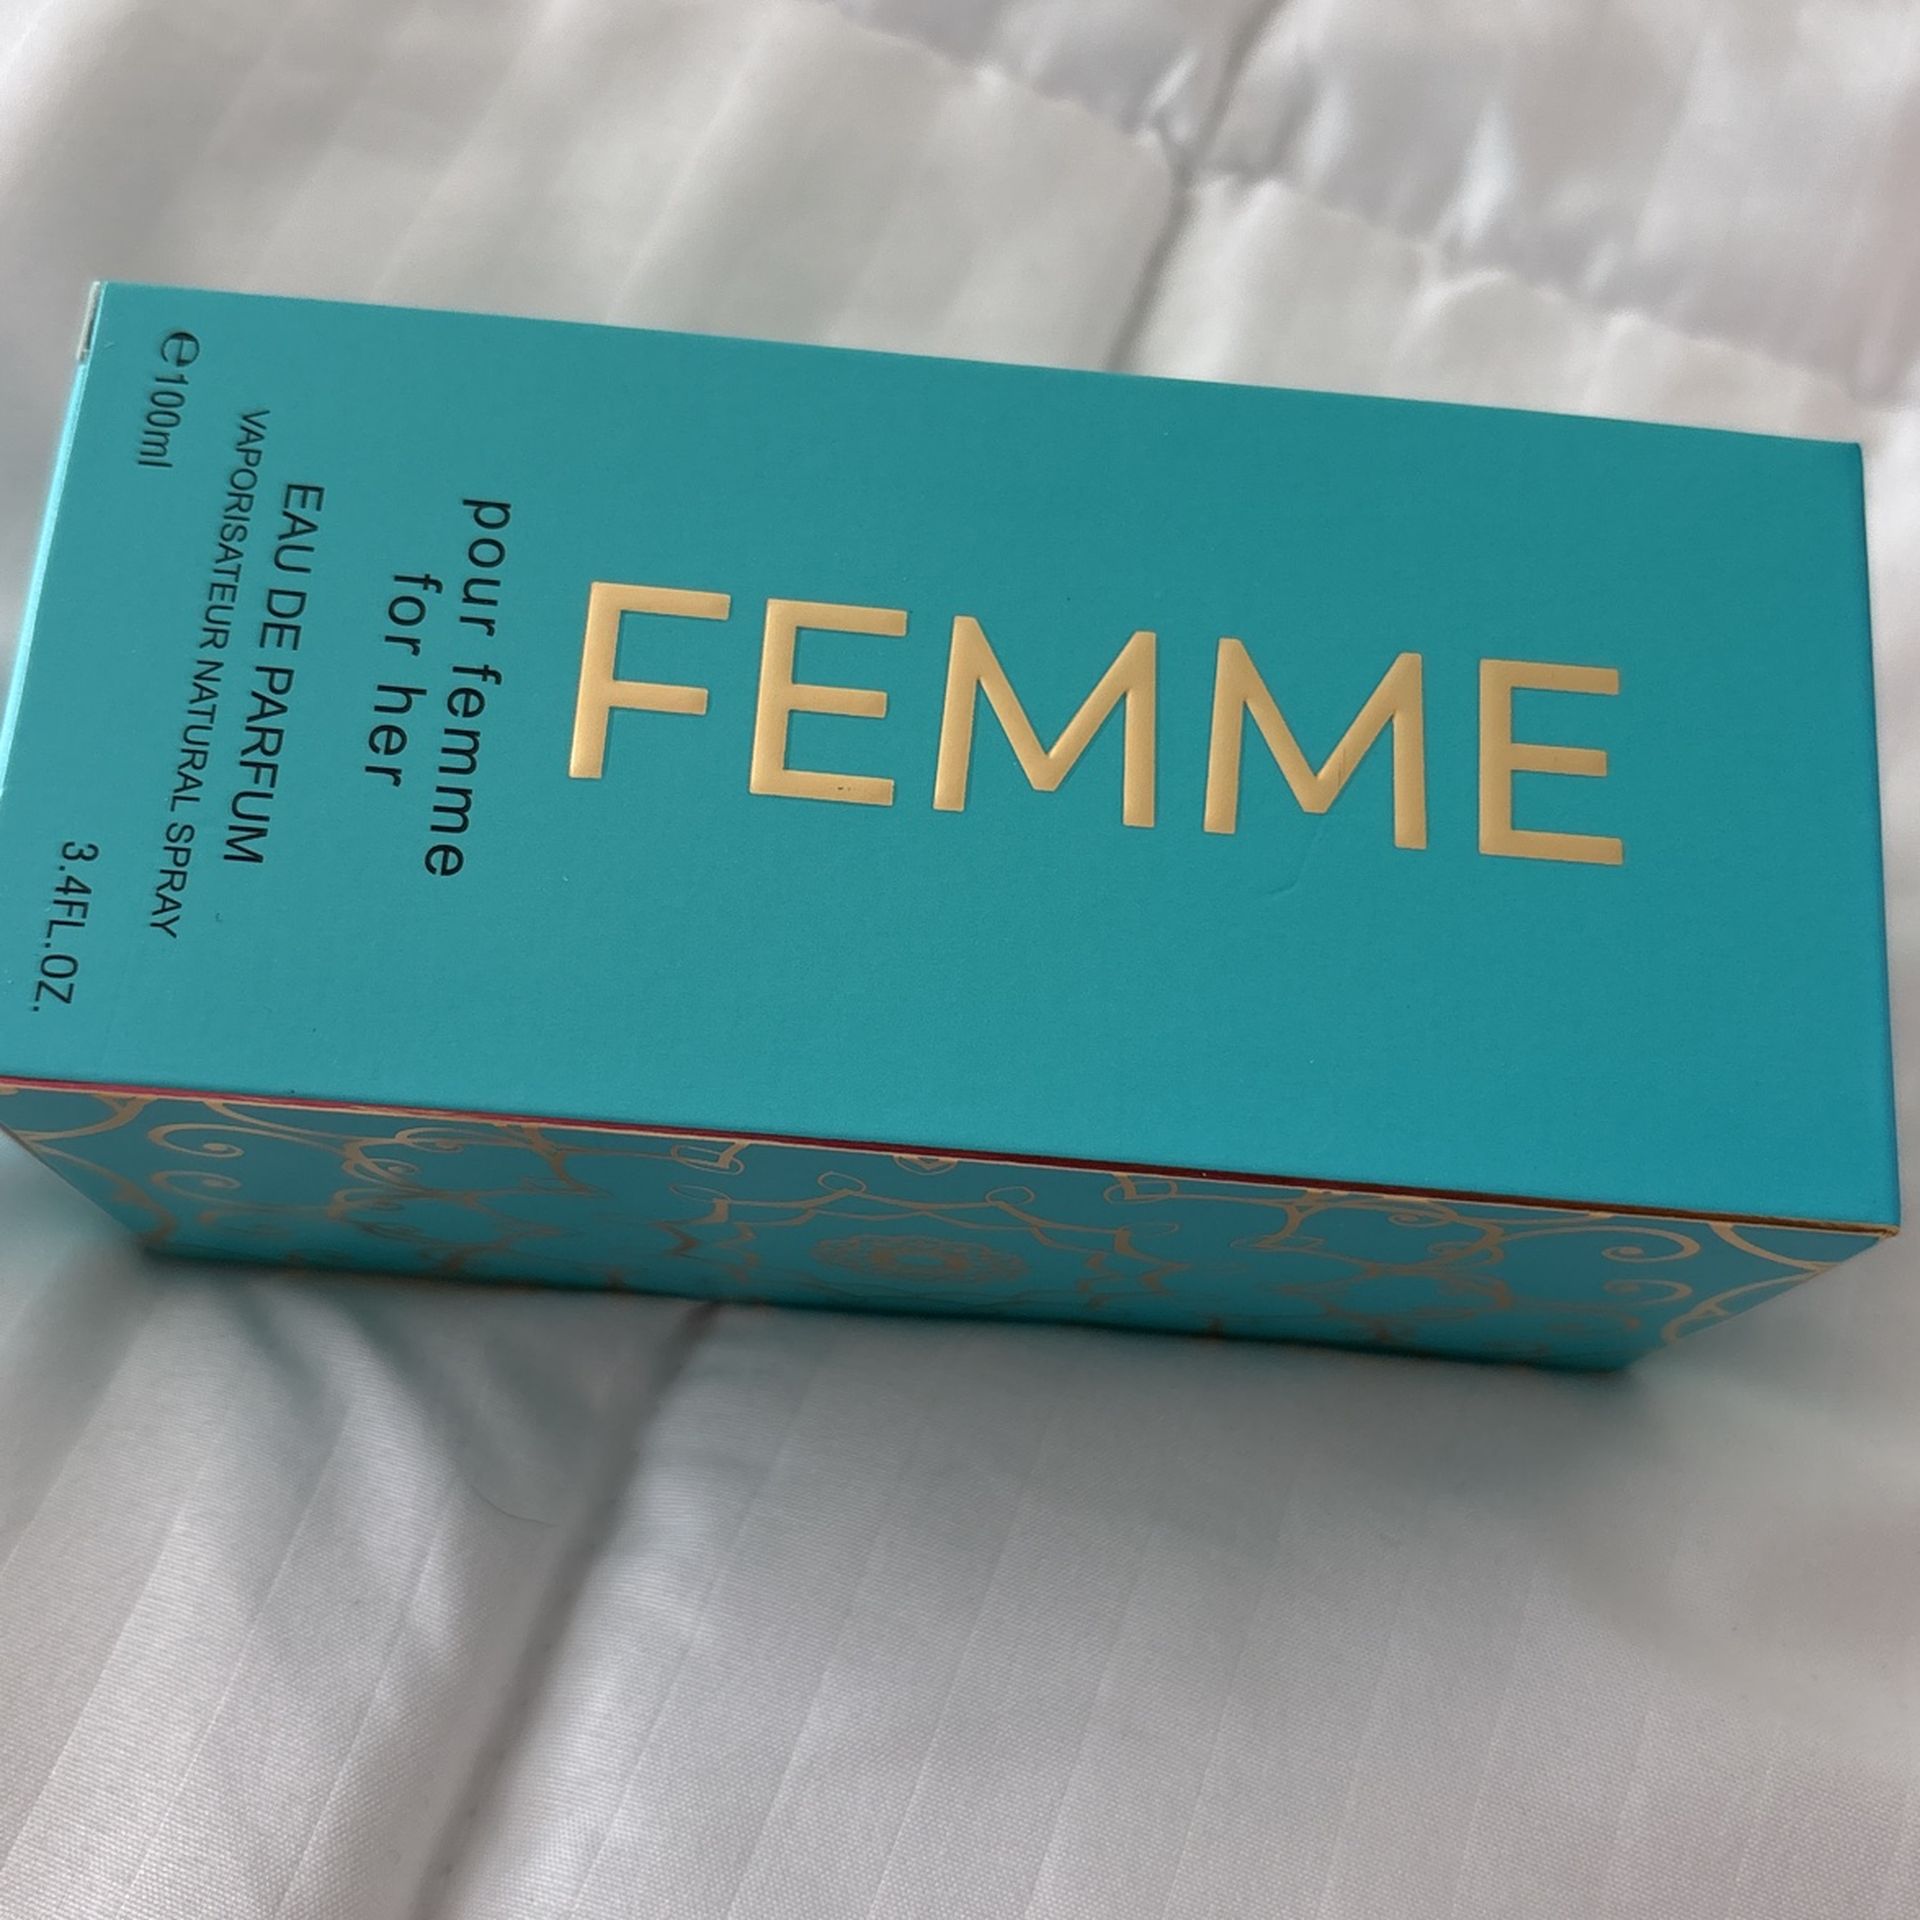 FEMME
pour femme
for her
EAU DE PARFUM
VAPORISATEUR NATURAL SPRAY
℮100ml
3.4FL.OZ.